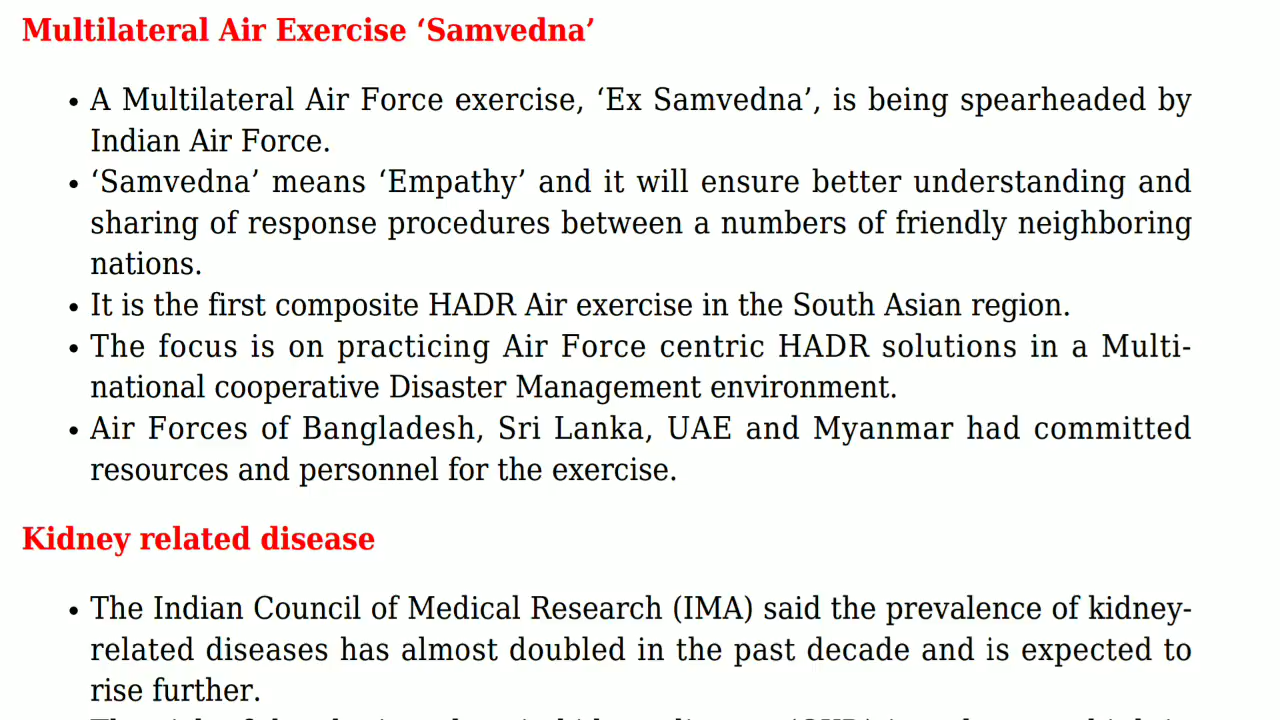 Multilateral Air Exercise ‘Samvedna’
• A Multilateral Air Force exercise, ‘Ex Samvedna’, is being spearheaded by
Indian Air Force.
• ‘Samvedna’ means ‘Empathy’ and it will ensure better understanding and
sharing of response procedures between a numbers of friendly neighboring
nations.
• It is the first composite HADR Air exercise in the South Asian region.
• The focus is on practicing Air Force centric HADR solutions in a Multi-
national cooperative Disaster Management environment.
• Air Forces of Bangladesh, Sri Lanka, UAE and Myanmar had committed
resources and personnel for the exercise.
Kidney related disease
• The Indian Council of Medical Research (IMA) said the prevalence of kidney-
related diseases has almost doubled in the past decade and is expected to
rise further.